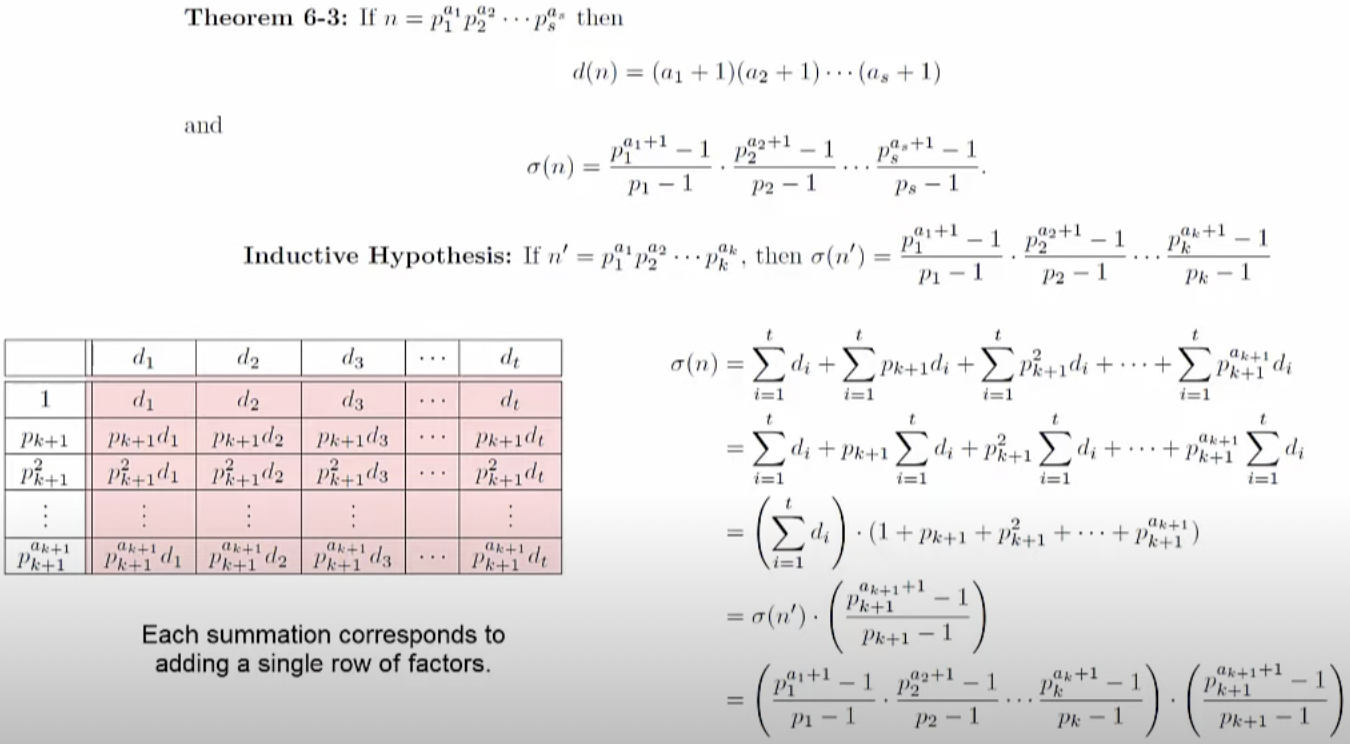 Theorem 6-3: If $n = p_1^{a_1} p_2^{a_2} \cdots p_s^{a_s}$ then
$d(n) = (a_1 + 1)(a_2 + 1) \cdots (a_s + 1)$
and
$\sigma(n) = \frac{p_1^{a_1+1} - 1}{p_1 - 1} \cdot \frac{p_2^{a_2+1} - 1}{p_2 - 1} \cdots \frac{p_s^{a_s+1} - 1}{p_s - 1}.$
Inductive Hypothesis: If $n' = p_1^{a_1} p_2^{a_2} \cdots p_k^{a_k}$, then $\sigma(n') = \frac{p_1^{a_1+1} - 1}{p_1 - 1} \cdot \frac{p_2^{a_2+1} - 1}{p_2 - 1} \cdots \frac{p_k^{a_k+1} - 1}{p_k - 1}$
$d_1$ $d_2$ $d_3$ $\cdots$ $d_t$
$1$ $d_1$ $d_2$ $d_3$ $\cdots$ $d_t$
$p_{k+1}$ $p_{k+1}d_1$ $p_{k+1}d_2$ $p_{k+1}d_3$ $\cdots$ $p_{k+1}d_t$
$p_{k+1}^2$ $p_{k+1}^2 d_1$ $p_{k+1}^2 d_2$ $p_{k+1}^2 d_3$ $\cdots$ $p_{k+1}^2 d_t$
$\vdots$ $\vdots$ $\vdots$ $\vdots$ $\vdots$
$p_{k+1}^{a_{k+1}}$ $p_{k+1}^{a_{k+1}} d_1$ $p_{k+1}^{a_{k+1}} d_2$ $p_{k+1}^{a_{k+1}} d_3$ $\cdots$ $p_{k+1}^{a_{k+1}} d_t$
Each summation corresponds to
adding a single row of factors.
$\sigma(n) = \sum_{i=1}^{t} d_i + \sum_{i=1}^{t} p_{k+1} d_i + \sum_{i=1}^{t} p_{k+1}^2 d_i + \cdots + \sum_{i=1}^{t} p_{k+1}^{a_{k+1}} d_i$
$= \sum_{i=1}^{t} d_i + p_{k+1} \sum_{i=1}^{t} d_i + p_{k+1}^2 \sum_{i=1}^{t} d_i + \cdots + p_{k+1}^{a_{k+1}} \sum_{i=1}^{t} d_i$
$= \left( \sum_{i=1}^{t} d_i \right) \cdot (1 + p_{k+1} + p_{k+1}^2 + \cdots + p_{k+1}^{a_{k+1}})$
$= \sigma(n') \cdot \left( \frac{p_{k+1}^{a_{k+1}+1} - 1}{p_{k+1} - 1} \right)$
$= \left( \frac{p_1^{a_1+1} - 1}{p_1 - 1} \cdot \frac{p_2^{a_2+1} - 1}{p_2 - 1} \cdots \frac{p_k^{a_k+1} - 1}{p_k - 1} \right) \cdot \left( \frac{p_{k+1}^{a_{k+1}+1} - 1}{p_{k+1} - 1} \right)$